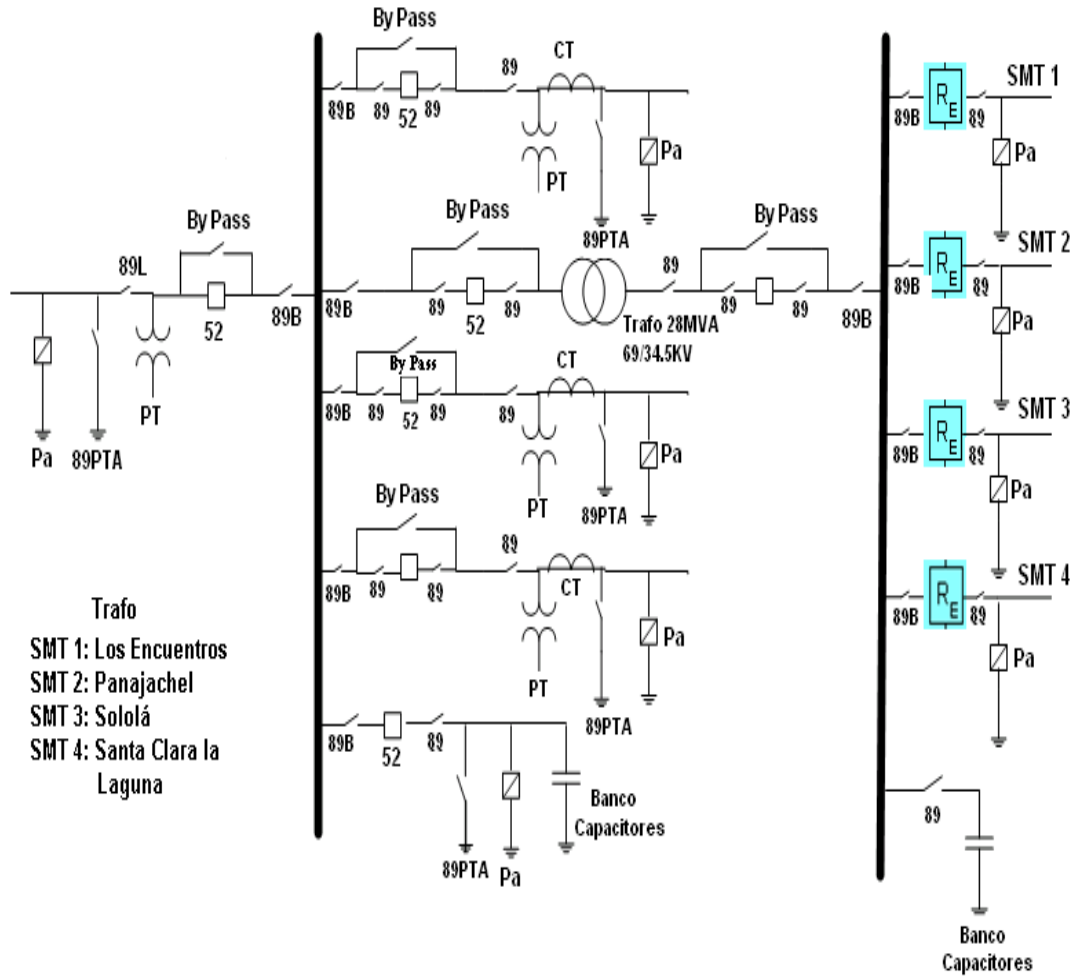 By Pass
89
CT
89B
89
52
89
PT
89PTA
Pa
SMT 1
89B
RE
89
Pa
By Pass
89L
52
89B
Pa
89PTA
PT
By Pass
89B
89
52
89
Trafo 28MVA
69/34.5KV
89
By Pass
89
89
89B
SMT 2
89B
RE
89
Pa
By Pass
89
CT
89B
89
52
89
PT
89PTA
Pa
SMT 3
89B
RE
89
Pa
By Pass
89
CT
89B
89
89
PT
89PTA
Pa
SMT 4
89B
RE
89
Pa
Trafo
SMT 1: Los Encuentros
SMT 2: Panajachel
SMT 3: Sololá
SMT 4: Santa Clara la
Laguna
89B
52
89
89PTA
Pa
Banco
Capacitores
89
Banco
Capacitores